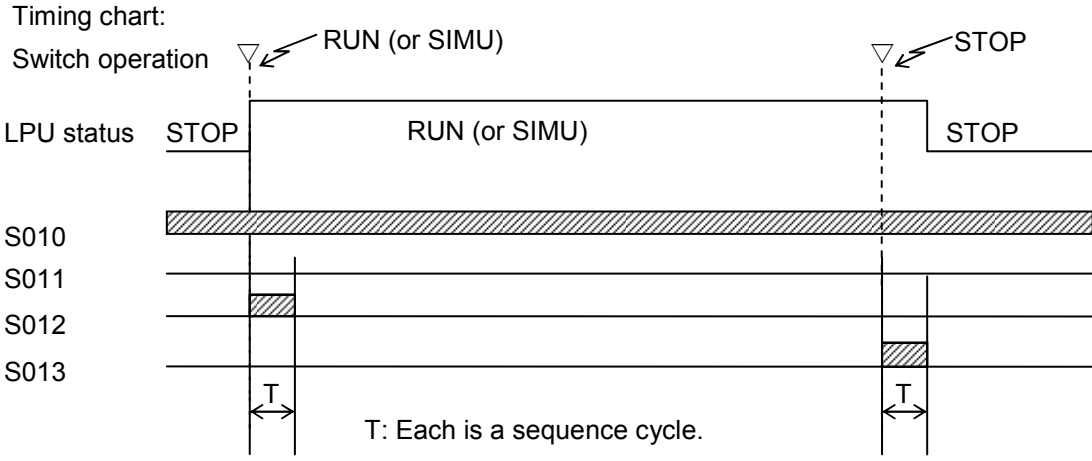 Timing chart:
Switch operation
RUN (or SIMU)
STOP
LPU status
STOP
RUN (or SIMU)
STOP
S010
S011
S012
S013
T
T
T: Each is a sequence cycle.